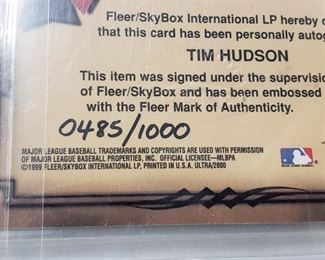 Fleer/SkyBox International LP hereby c
that this card has been personally autog
TIM HUDSON
This item was signed under the supervision
of Fleer/SkyBox and has been embossed
with the Fleer Mark of Authenticity.
0485/1000
MAJOR LEAGUE BASEBALL TRADEMARKS AND COPYRIGHTS ARE USED WITH PERMISSION
OF MAJOR LEAGUE BASEBALL PROPERTIES, INC. OFFICIAL LICENSEE—MLBPA
©1999 FLEER/SKYBOX INTERNATIONAL LP, PRINTED IN U.S.A. ULTRA/2000